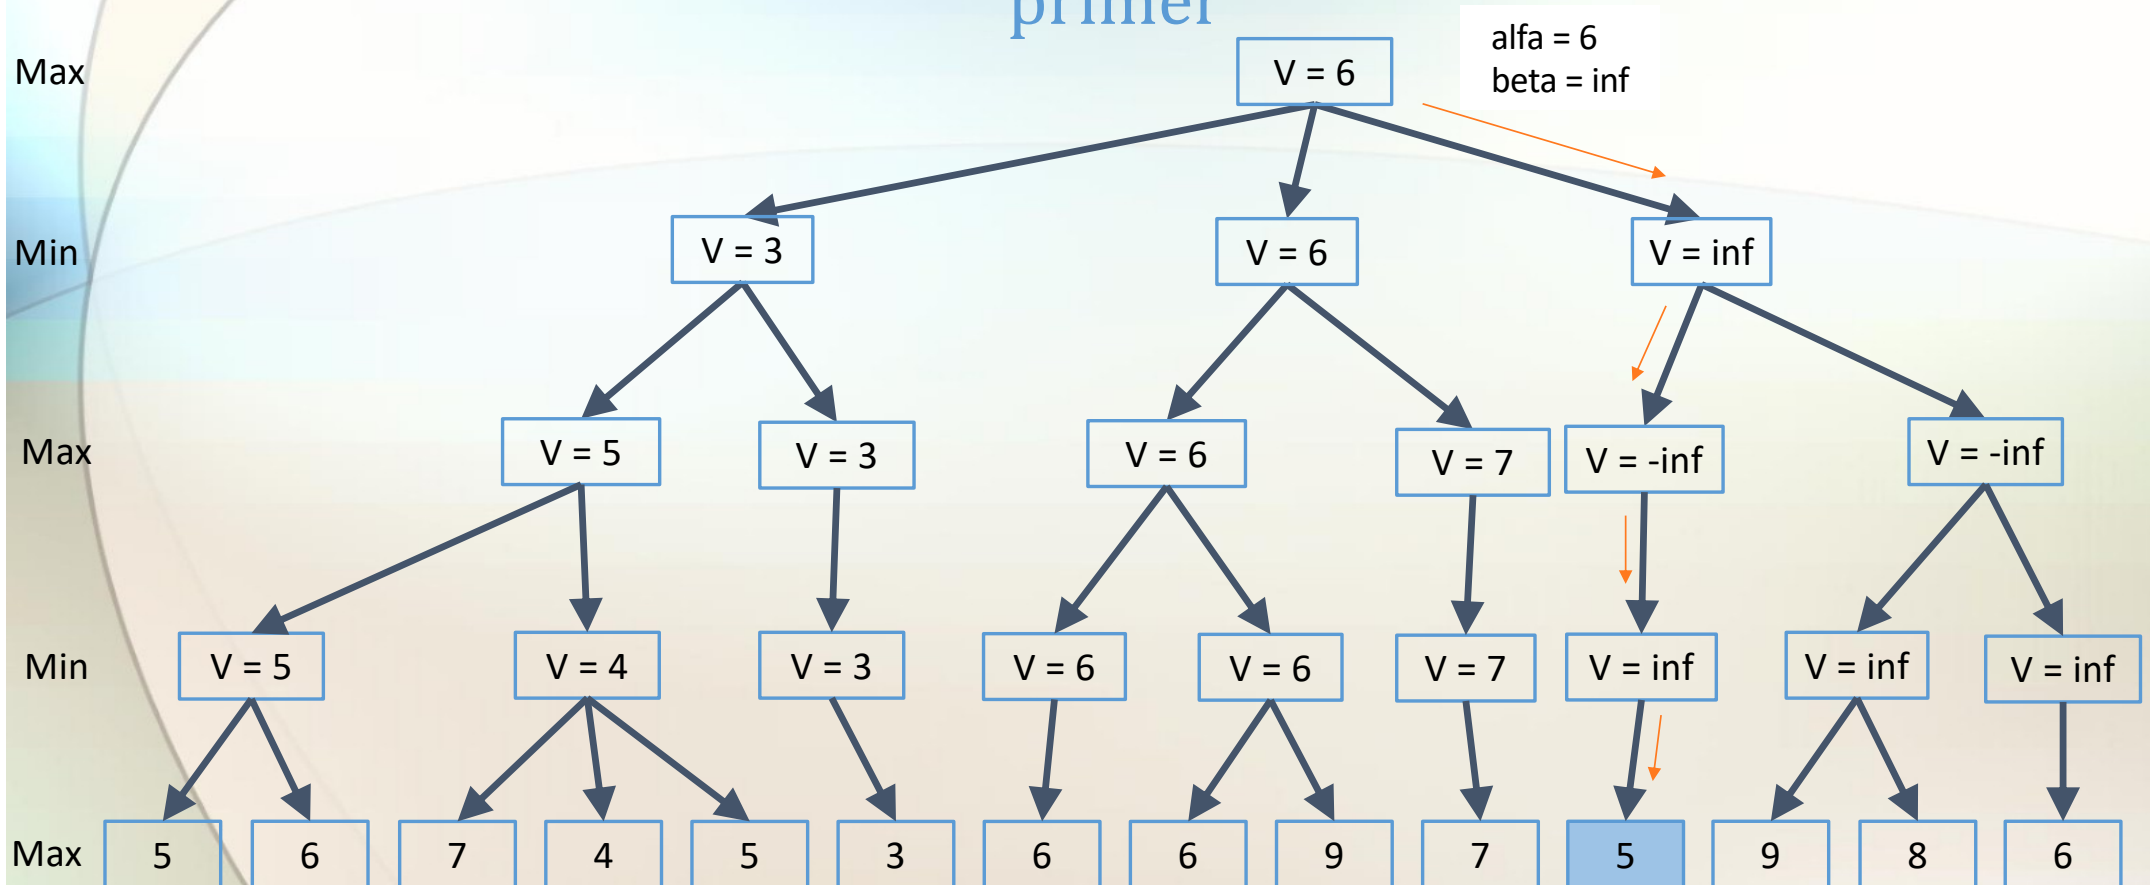 primer
alfa = 6
beta = inf
Max
V = 6
Min
V = 3
V = 6
V = inf
Max
V = 5
V = 3
V = 6
V = 7
V = -inf
V = -inf
Min
V = 5
V = 4
V = 3
V = 6
V = 6
V = 7
V = inf
V = inf
V = inf
Max
5
6
7
4
5
3
6
6
9
7
5
9
8
6